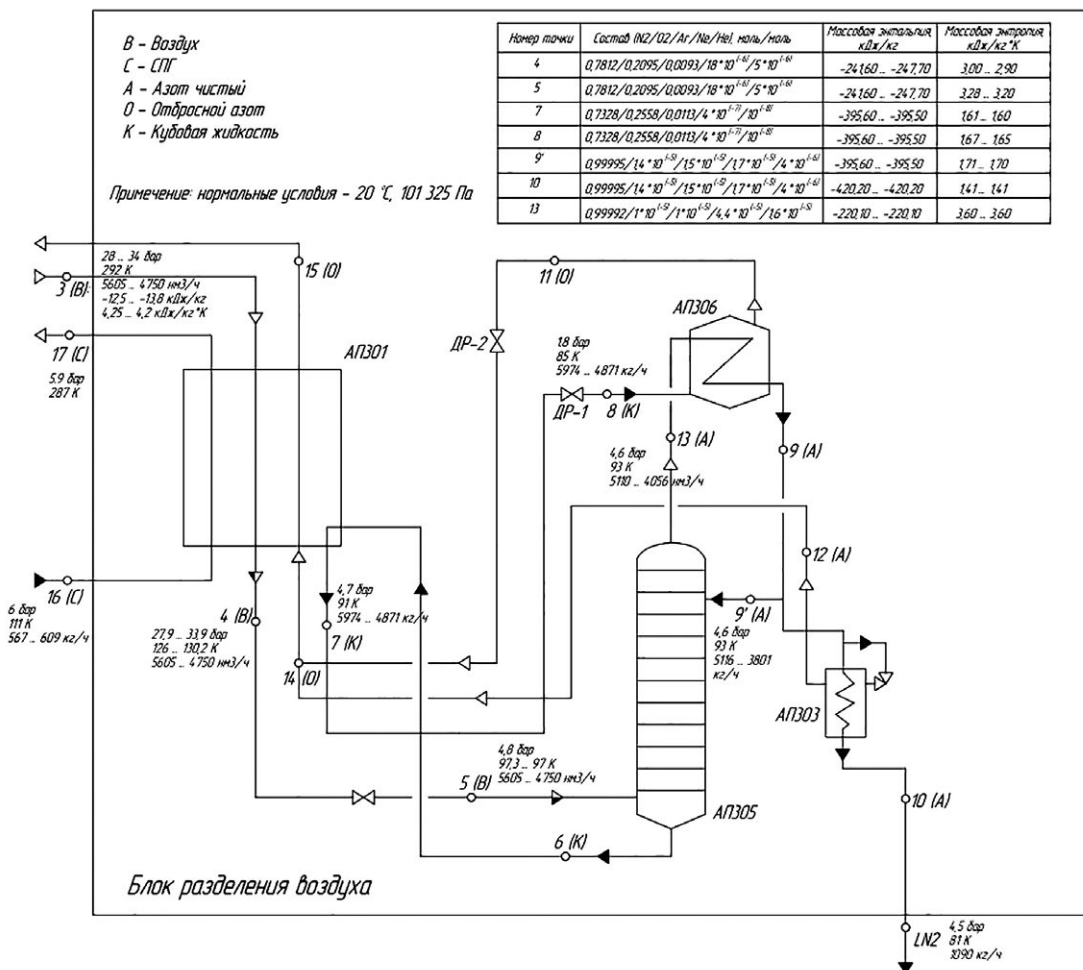 В – Воздух
С – СПГ
А – Азот чистый
О – Отбросной азот
К – Кубовая жидкость
Примечание: нормальные условия – 20 °С, 101 325 Па
Номер точки Состав (N2/O2/Ar/Ne/He), моль/моль Массовая энтальпия, кДж/кг Массовая энтропия, кДж/кг*К
4 0,7812/0,2095/0,0093/18*10^(-6)/5*10^(-6) -241,60 .. -247,70 3,00 .. 2,90
5 0,7812/0,2095/0,0093/18*10^(-6)/5*10^(-6) -241,60 .. -247,70 3,28 .. 3,20
7 0,7328/0,2558/0,0113/4*10^(-7)/10^(-8) -395,60 .. -395,50 1,61 .. 1,60
8 0,7328/0,2558/0,0113/4*10^(-7)/10^(-8) -395,60 .. -395,50 1,67 .. 1,65
9' 0,99995/1,4*10^(-5)/1,5*10^(-5)/1,7*10^(-5)/4*10^(-6) -395,60 .. -395,50 1,71 .. 1,70
10 0,99995/1,4*10^(-5)/1,5*10^(-5)/1,7*10^(-5)/4*10^(-6) -420,20 .. -420,20 1,41 .. 1,41
13 0,99992/1*10^(-5)/1*10^(-5)/4,4*10^(-5)/1,6*10^(-5) -220,10 .. -220,10 3,60 .. 3,60
28 .. 34 бар
292 К
5605 .. 4750 нм3/ч
-12,5 .. -13,8 кДж/кг
4,25 .. 4,2 кДж/кг*К
3 (В)
15 (О)
11 (О)
17 (С)
5,9 бар
287 К
АП301
ДР-2
АП306
1,8 бар
85 К
5974 .. 4871 кг/ч
ДР-1
8 (К)
13 (А)
4,6 бар
93 К
5110 .. 4056 нм3/ч
9 (А)
12 (А)
16 (С)
6 бар
111 К
567 .. 609 кг/ч
4 (В)
27,9 .. 33,9 бар
126 .. 130,2 К
5605 .. 4750 нм3/ч
4,7 бар
91 К
5974 .. 4871 кг/ч
7 (К)
14 (О)
9' (А)
4,6 бар
93 К
5116 .. 3801
кг/ч
АП303
4,8 бар
97,3 .. 97 К
5605 .. 4750 нм3/ч
5 (В)
АП305
10 (А)
6 (К)
Блок разделения воздуха
LN2
4,5 бар
81 К
1090 кг/ч